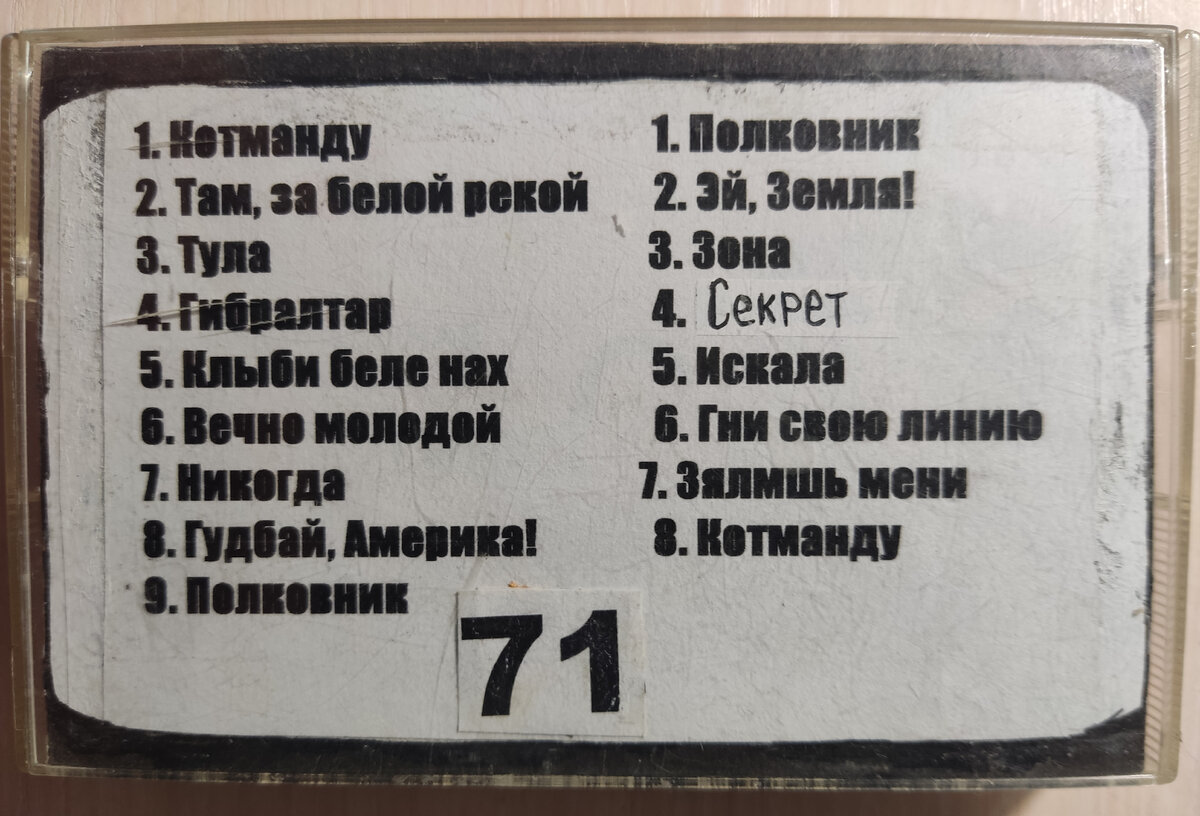 1. Котманду
2. Там, за белой рекой
3. Тула
4. Гибралтар
5. Клыби беле нах
6. Вечно молодой
7. Никогда
8. Гудбай, Америка!
9. Полковник
1. Полковник
2. Эй, Земля!
3. Зона
4. Секрет
5. Искала
6. Гни свою линию
7. Зялмшь мени
8. Котманду
71